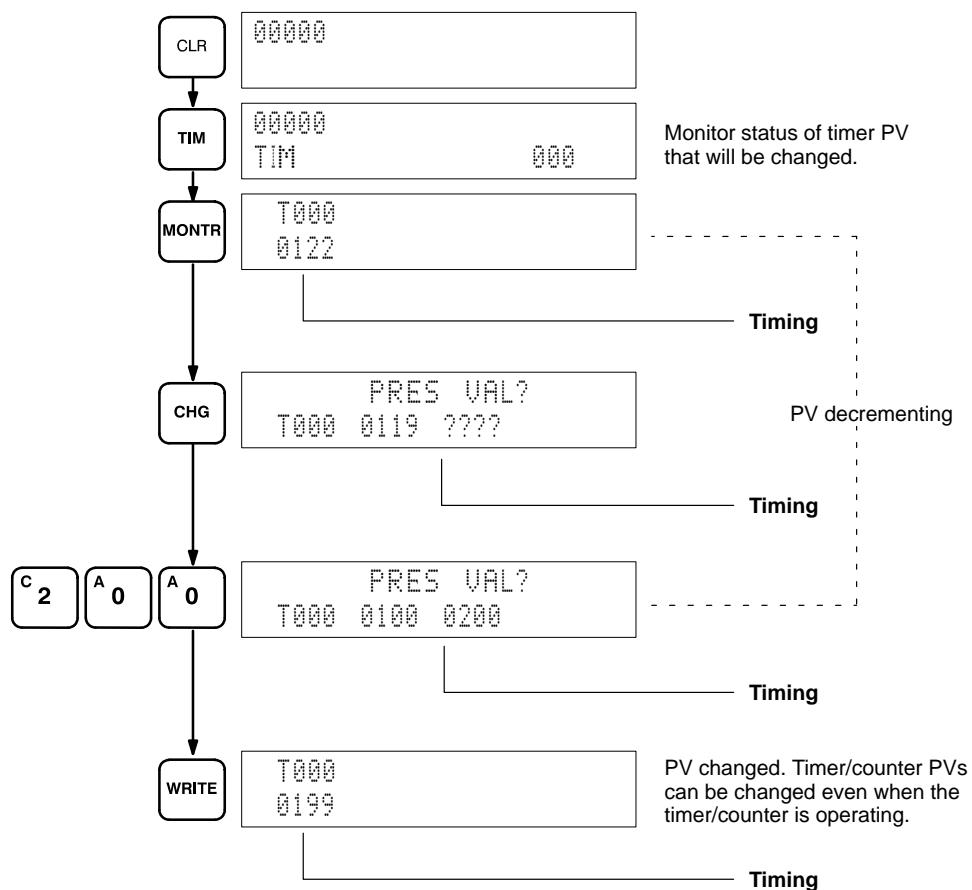 CLR
00000
TIM
00000
TIM 000
Monitor status of timer PV
that will be changed.
MONTR
T000
0122
Timing
CHG
PRES VAL?
T000 0119 ????
PV decrementing
Timing
C 2 A 0 A 0
PRES VAL?
T000 0100 0200
Timing
WRITE
T000
0199
PV changed. Timer/counter PVs
can be changed even when the
timer/counter is operating.
Timing